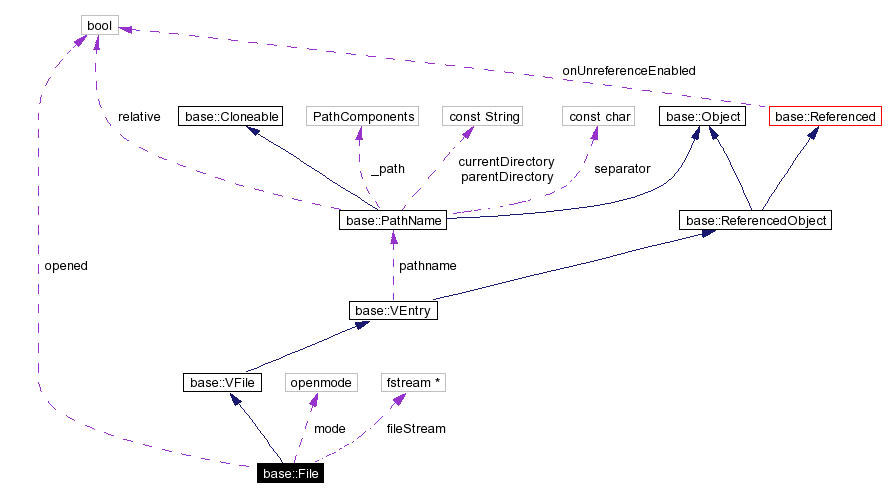 bool
onUnreferenceEnabled
relative
base::Cloneable
PathComponents
const String
const char
base::Object
base::Referenced
_path
currentDirectory
parentDirectory
separator
base::PathName
base::ReferencedObject
opened
pathname
base::VEntry
base::VFile
openmode
fstream *
mode
fileStream
base::File